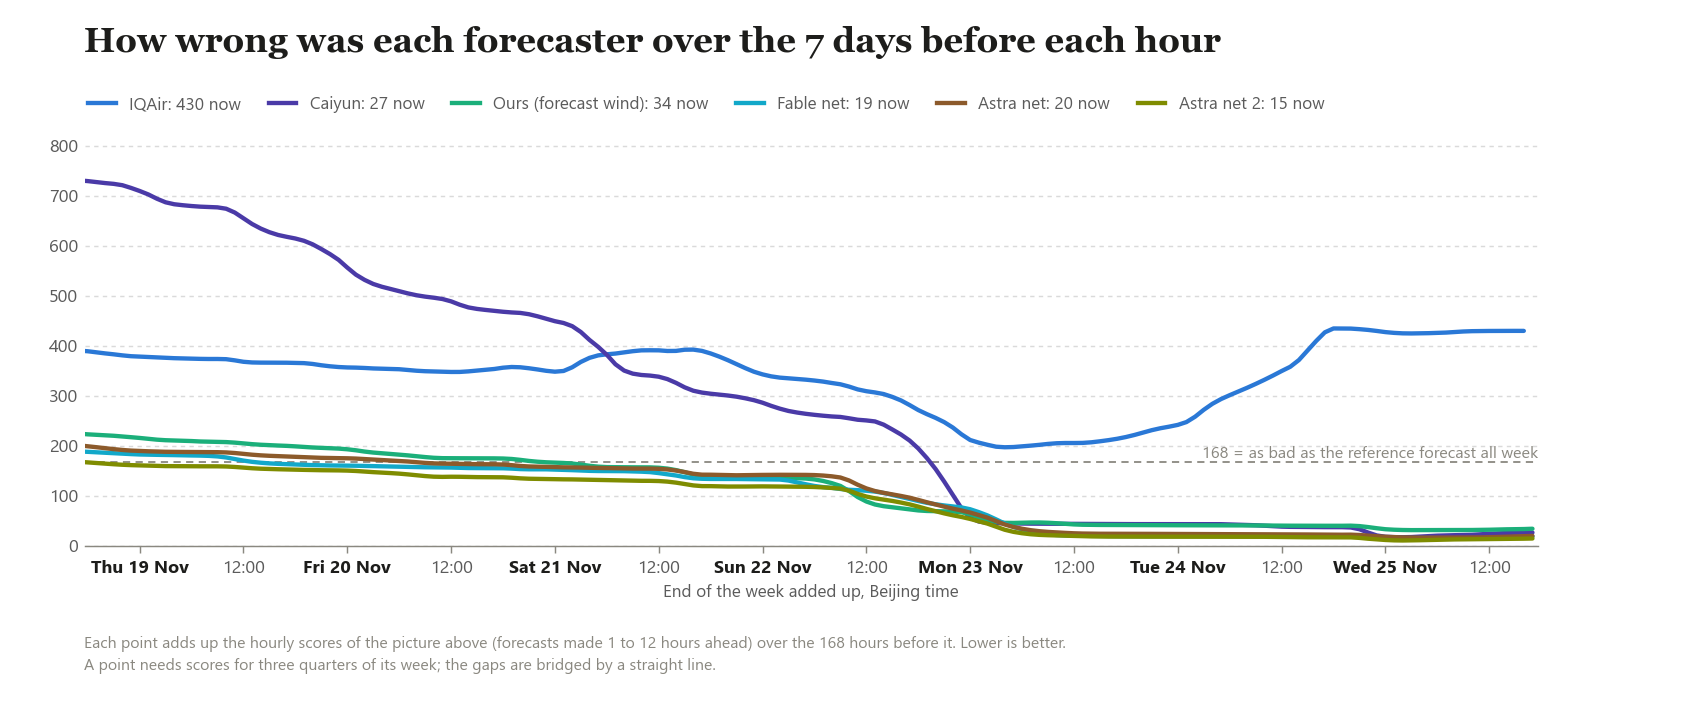 How wrong was each forecaster over the 7 days before each hour
IQAir: 430 now Caiyun: 27 now Ours (forecast wind): 34 now Fable net: 19 now Astra net: 20 now Astra net 2: 15 now
800
700
600
500
400
300
200
168 = as bad as the reference forecast all week
100
0
Thu 19 Nov 12:00 Fri 20 Nov 12:00 Sat 21 Nov 12:00 Sun 22 Nov 12:00 Mon 23 Nov 12:00 Tue 24 Nov 12:00 Wed 25 Nov 12:00
End of the week added up, Beijing time
Each point adds up the hourly scores of the picture above (forecasts made 1 to 12 hours ahead) over the 168 hours before it. Lower is better.
A point needs scores for three quarters of its week; the gaps are bridged by a straight line.